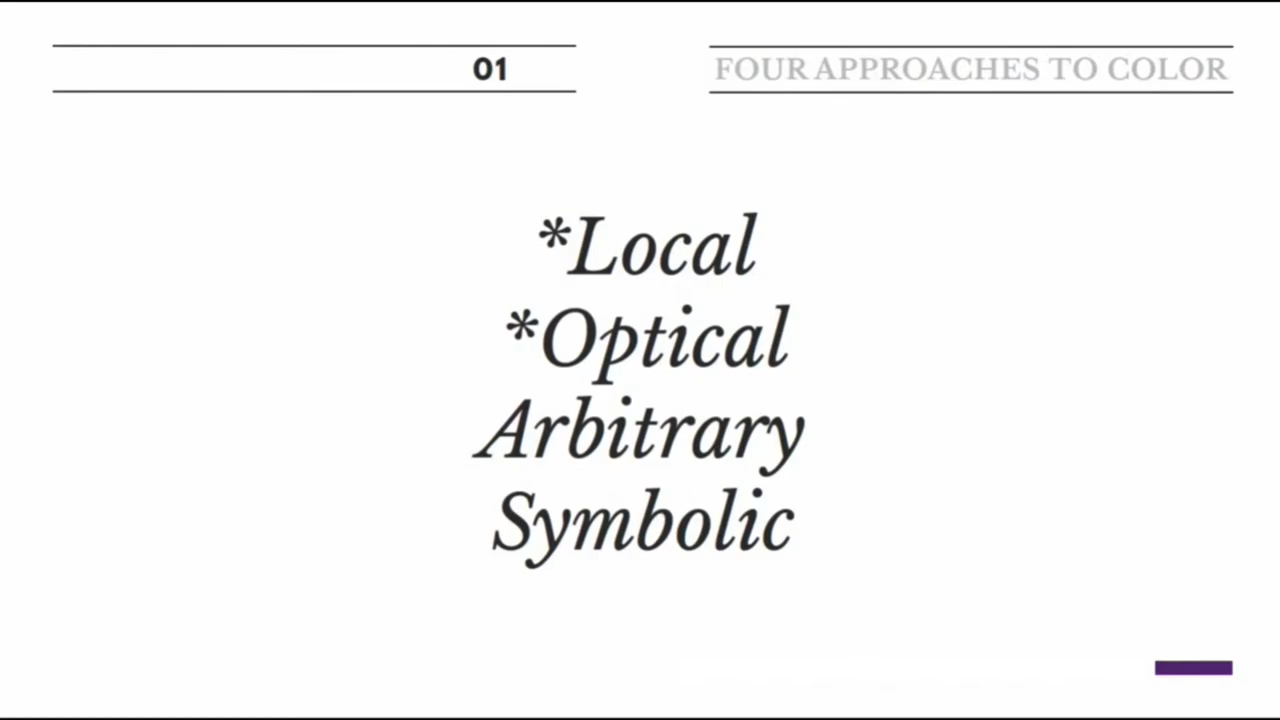 01
FOUR APPROACHES TO COLOR
*Local
*Optical
Arbitrary
Symbolic